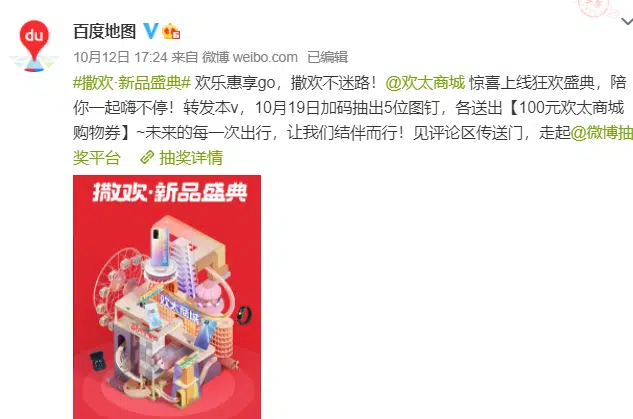 du
百度地图
10月12日 17:24 来自 微博 weibo.com 已编辑
#撒欢·新品盛典# 欢乐惠享go，撒欢不迷路！@欢太商城 惊喜上线狂欢盛典，陪
你一起嗨不停！转发本v，10月19日加码抽出5位图钉，各送出【100元欢太商城
购物券】~未来的每一次出行，让我们结伴而行！见评论区传送门，走起@微博抽
奖平台 抽奖详情
撒欢·新品盛典
欢太商城